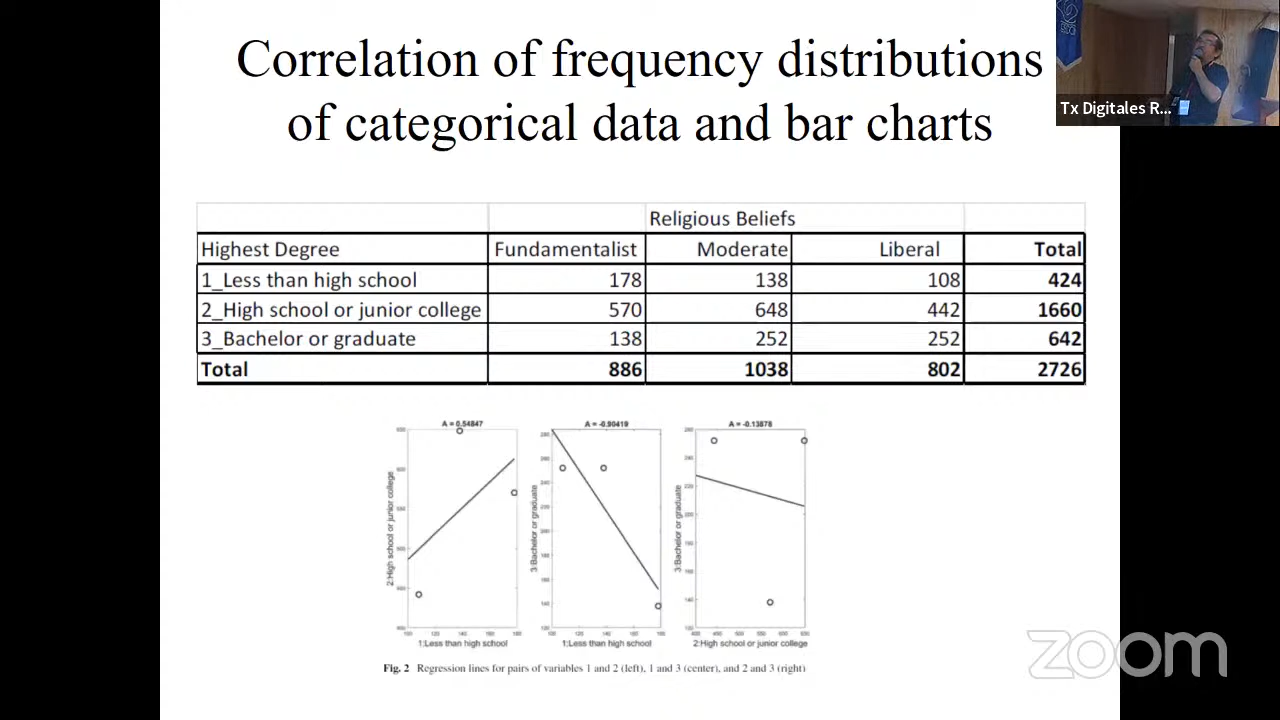 Correlation of frequency distributions
of categorical data and bar charts
Tx Digitales R...
Religious Beliefs
Highest Degree Fundamentalist Moderate Liberal Total
1_Less than high school 178 138 108 424
2_High school or junior college 570 648 442 1660
3_Bachelor or graduate 138 252 252 642
Total 886 1038 802 2726
A = 0.54847
2:High school or junior college
1:Less than high school
A = -0.90419
3:Bachelor or graduate
1:Less than high school
A = -0.13878
3:Bachelor or graduate
2:High school or junior college
Fig. 2 Regression lines for pairs of variables 1 and 2 (left), 1 and 3 (center), and 2 and 3 (right)
zoom